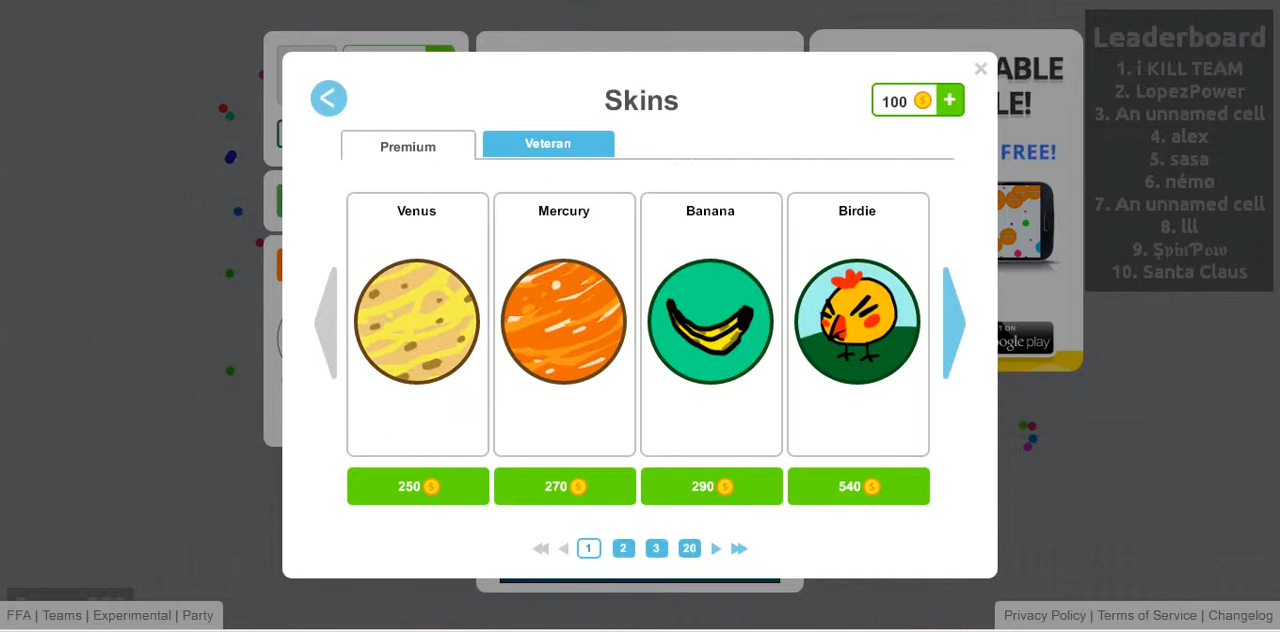 Skins
100
Premium
Veteran
Venus
Mercury
Banana
Birdie
250
270
290
540
1
2
3
20
ABLE
LE!
FREE!
ogle play
Leaderboard
1. i KILL TEAM
2. LopezPower
3. An unnamed cell
4. alex
5. sasa
6. némo
7. An unnamed cell
8. lll
10. Santa Claus
FFA | Teams | Experimental | Party
Privacy Policy | Terms of Service | Changelog